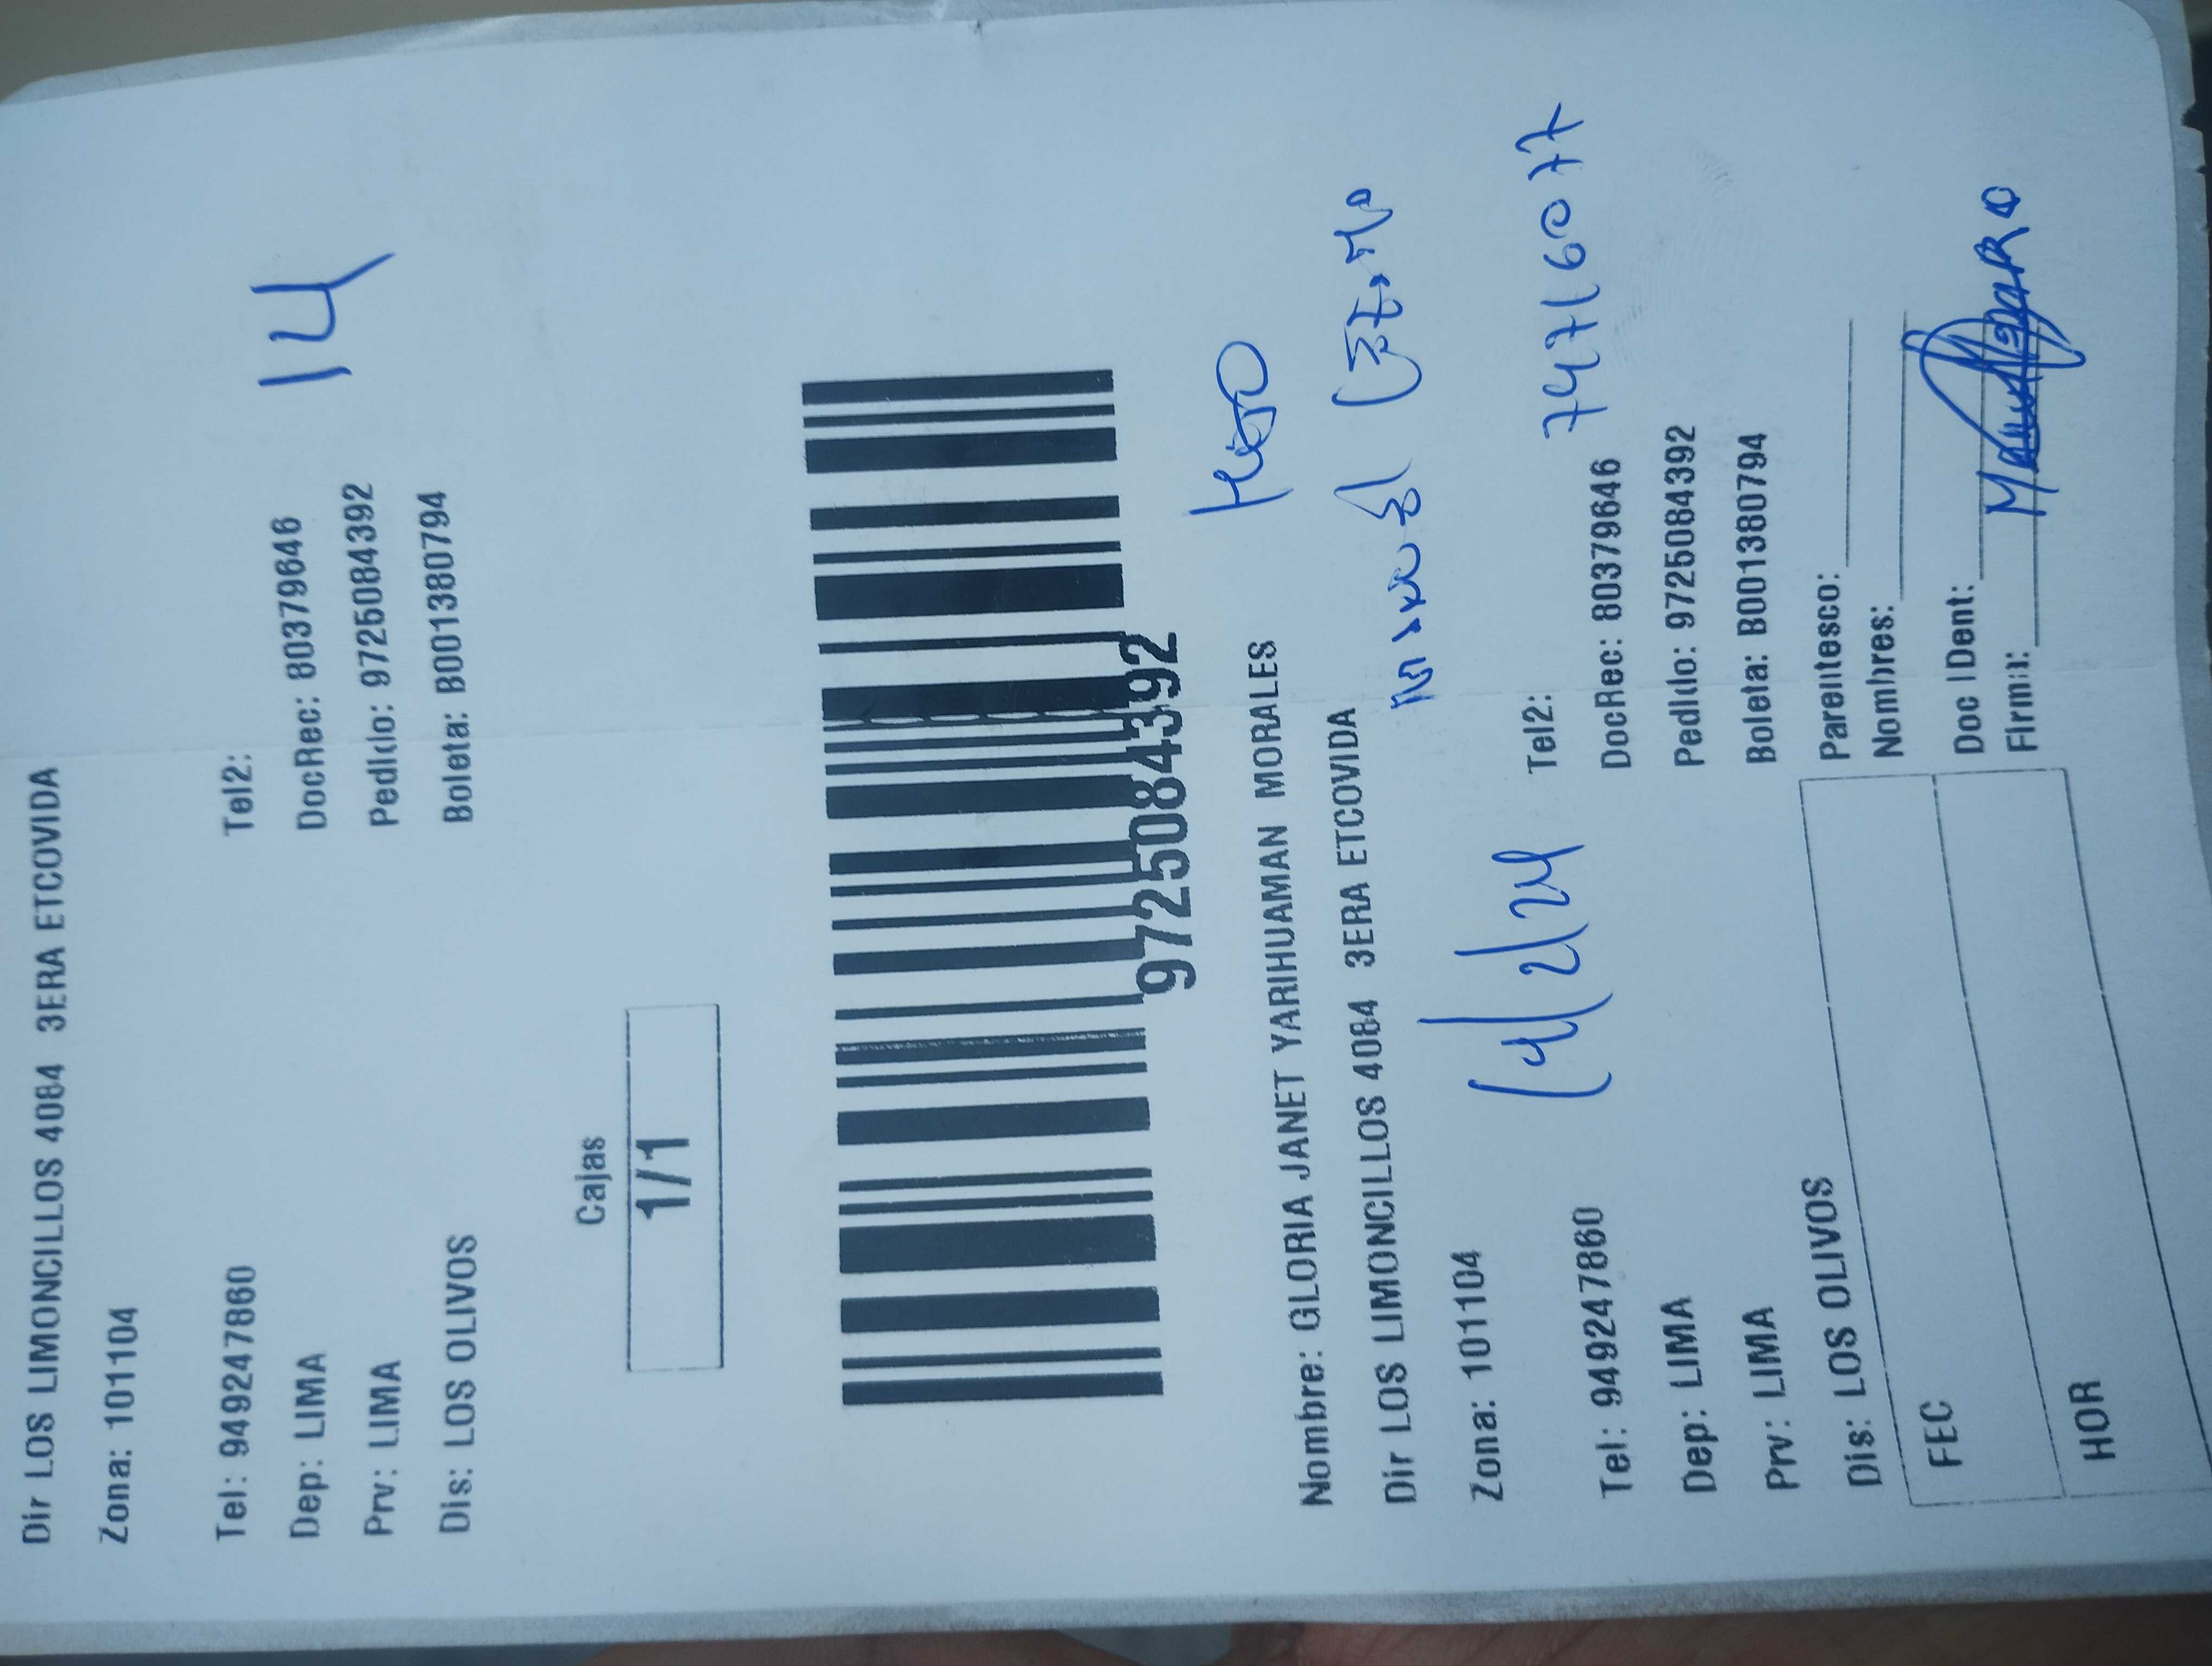 Dir LOS LIMONCILLOS 4084 3ERA ETCOVIDA
Zona: 101104
Tel: 949247860 Tel2:
14
Dep: LIMA DocRec: 80379646
Prv: LIMA Pedido: 9725084392
Dis: LOS OLIVOS Boleta: B001380794
Cajas
1/1
9725084392
Nombre: GLORIA JANET YARIHUAMAN MORALES
Dir LOS LIMONCILLOS 4084 3ERA ETCOVIDA
Zona: 101104
Tel: 949247860 Tel2:
74716077
Dep: LIMA DocRec: 80379646
Prv: LIMA Pedido: 9725084392
Dis: LOS OLIVOS Boleta: B001380794
Parentesco:
Nombres:
FEC
Doc IDent:
Firma:
HOR